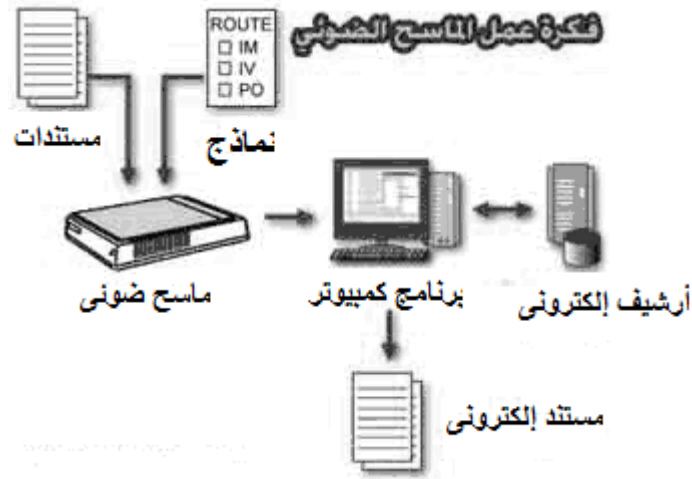 فكرة عمل الماسح الضوئي
ROUTE
IM
IV
PO
مستندات
نماذج
ماسح ضوئى
برنامج كمبيوتر
أرشيف إلكترونى
مستند إلكترونى